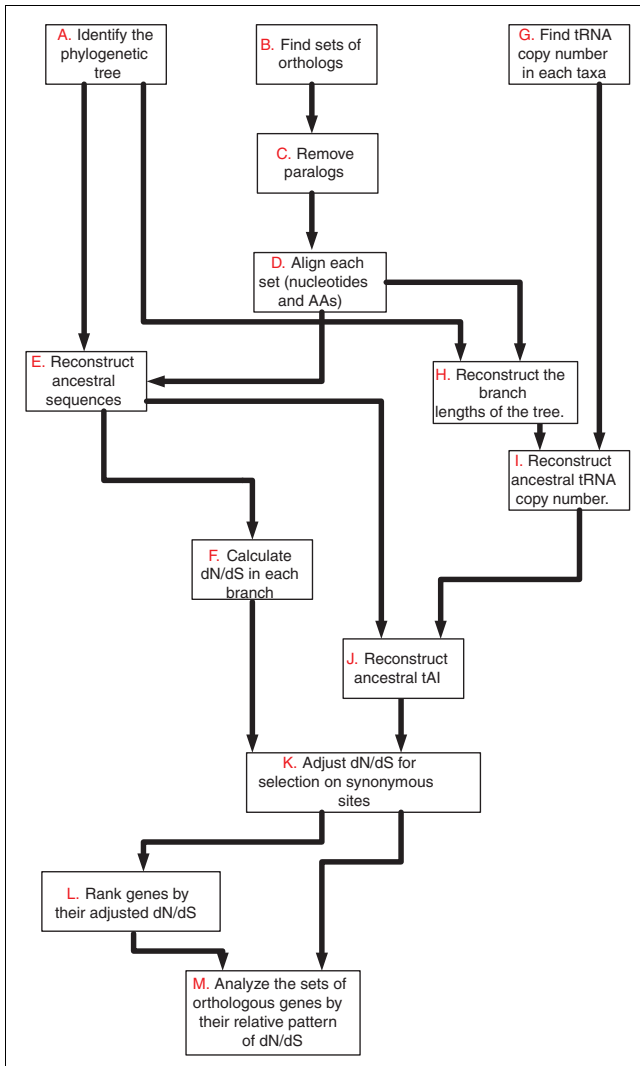 A. Identify the
phylogenetic
tree
B. Find sets of
orthologs
G. Find tRNA
copy number
in each taxa
C. Remove
paralogs
D. Align each
set (nucleotides
and AAs)
E. Reconstruct
ancestral
sequences
H. Reconstruct the
branch
lengths of the tree.
I. Reconstruct
ancestral tRNA
copy number.
F. Calculate
dN/dS in each
branch
J. Reconstruct
ancestral tAI
K. Adjust dN/dS for
selection on synonymous
sites
L. Rank genes by
their adjusted dN/dS
M. Analyze the sets of
orthologous genes by
their relative pattern
of dN/dS